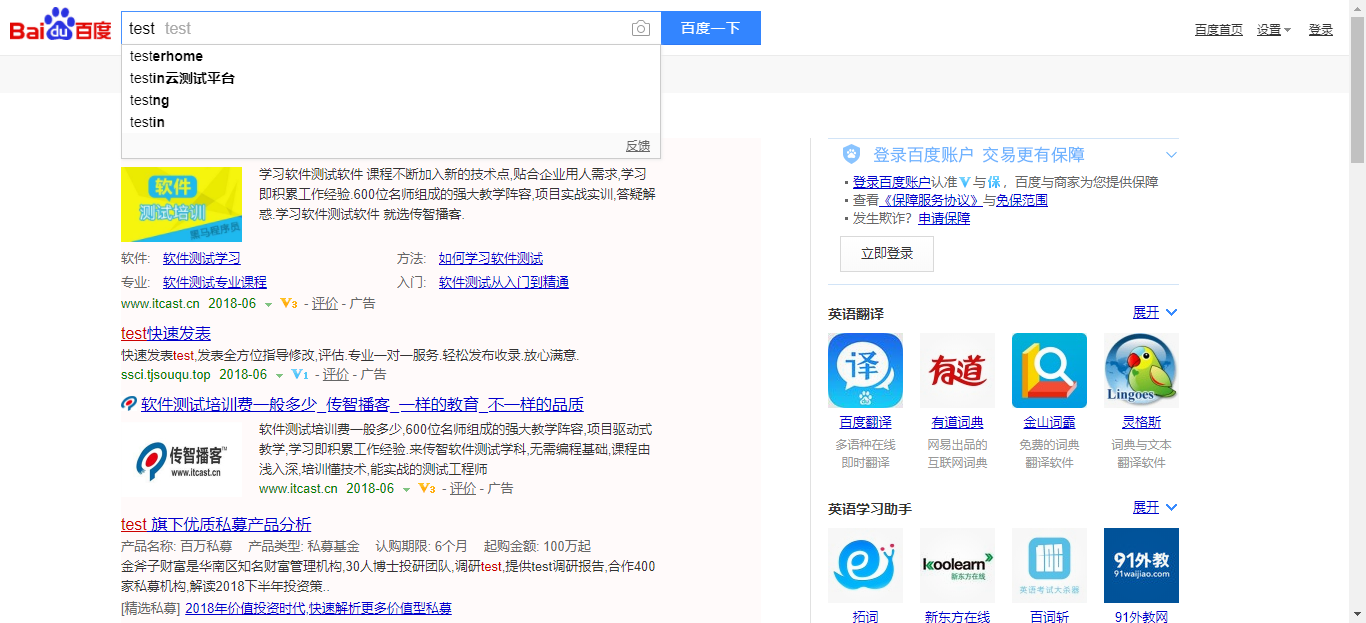 Bai du 百度
test test
百度一下
百度首页 设置 登录
testerhome
testin云测试平台
testng
testin
反馈
软件
测试培训
黑马程序员
学习软件测试软件 课程不断加入新的技术点,贴合企业用人需求,学习
即积累工作经验.600位名师组成的强大教学阵容,项目实战实训,答疑解
惑.学习软件测试软件 就选传智播客.
软件: 软件测试学习 方法: 如何学习软件测试
专业: 软件测试专业课程 入门: 软件测试从入门到精通
www.itcast.cn 2018-06 V3 - 评价 - 广告
test快速发表
快速发表test,发表全方位指导修改,评估.专业一对一服务.轻松发布收录.放心满意.
ssci.tjsouqu.top 2018-06 V1 - 评价 - 广告
软件测试培训费一般多少_传智播客_一样的教育_不一样的品质
传智播客
www.itcast.cn
软件测试培训费一般多少,600位名师组成的强大教学阵容,项目驱动式
教学,学习即积累工作经验.来传智软件测试学科,无需编程基础,课程由
浅入深,培训懂技术,能实战的测试工程师
www.itcast.cn 2018-06 V3 - 评价 - 广告
test 旗下优质私募产品分析
产品名称: 百万私募 产品类型: 私募基金 认购期限: 6个月 起购金额: 100万起
金斧子财富是华南区知名财富管理机构,30人博士投研团队,调研test,提供test调研报告,合作400
家私募机构,解读2018下半年投资策..
[精选私募] 2018年价值投资时代,快速解析更多价值型私募
登录百度账户 交易更有保障
登录百度账户认准V与保，百度与商家为您提供保障
查看《保障服务协议》与免保范围
发生欺诈？申请保障
立即登录
英语翻译 展开
译
有道
Lingoes
百度翻译 有道词典 金山词霸 灵格斯
多语种在线 网易出品的 免费的词典 词典与文本
即时翻译 互联网词典 翻译软件 翻译软件
英语学习助手 展开
koolearn
新东方在线
100
英语考试大杀器
91外教
91waijiao.com
拓词 新东方在线 百词斩 91外教网